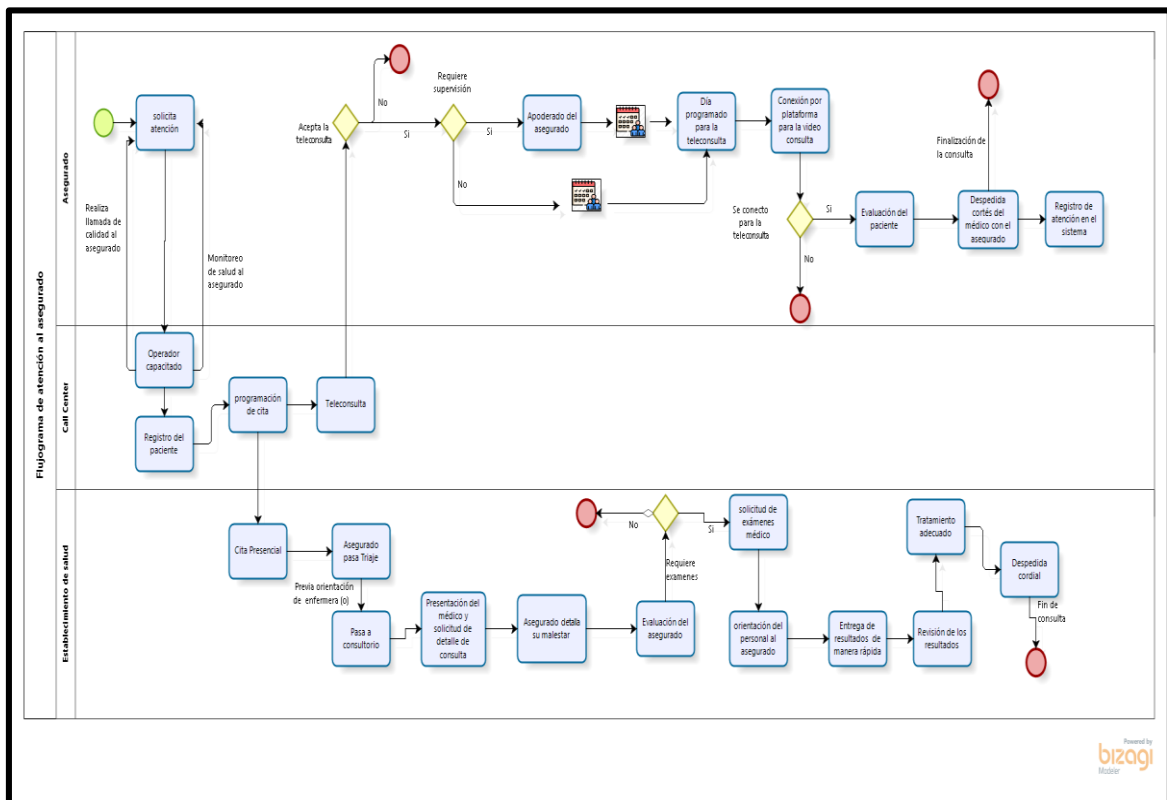 Flujograma de atención al asegurado
Asegurado
solicita
atención
Realiza
llamada de
calidad al
asegurado
Monitoreo
de salud al
asegurado
Acepta la
teleconsulta
No
Si
Requiere
supervisión
Si
No
Apoderado del
asegurado
Día
programado
para la
teleconsulta
Conexión por
plataforma
para la video
consulta
Se conecto
para la
teleconsulta
Si
No
Evaluación del
paciente
Finalización de
la consulta
Despedida
cortés del
médico con el
asegurado
Registro de
atención en el
sistema
Call Center
Operador
capacitado
Registro del
paciente
programación
de cita
Teleconsulta
Establecimiento de salud
Cita Presencial
Asegurado
pasa Triaje
Previa orientación
de enfermera (o)
Pasa a
consultorio
Presentación del
médico y
solicitud de
detalle de
consulta
Asegurado detalla
su malestar
Evaluación del
asegurado
Requiere
examenes
No
Si
solicitud de
exámenes
médico
orientación del
personal al
asegurado
Entrega de
resultados de
manera rápida
Revisión de los
resultados
Tratamiento
adecuado
Despedida
cordial
Fin de
consulta
Powered by
bizagi
Modeler